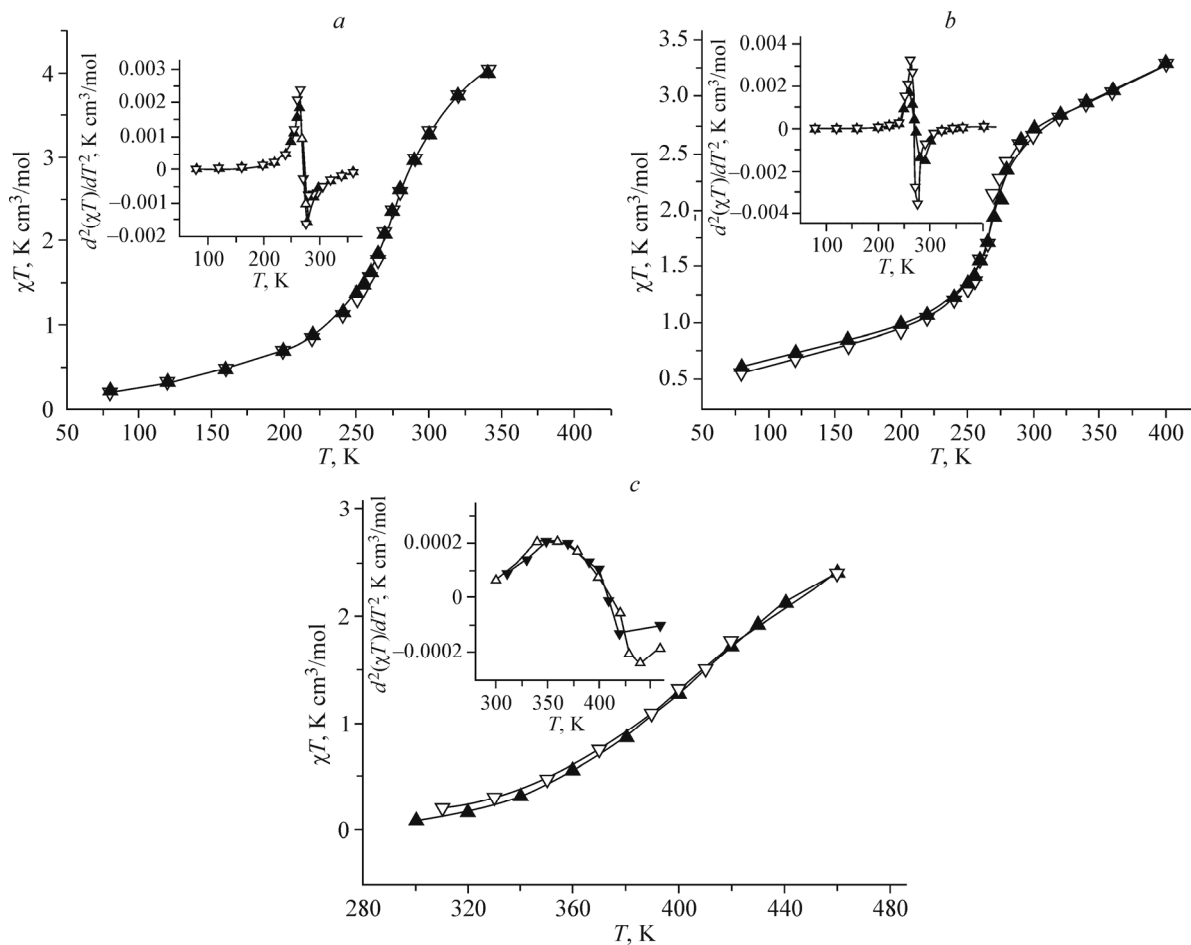 a
4
3
2
1
0
χT, K cm³/mol
50 100 150 200 250 300 350 400
T, K
0.003
0.002
0.001
0
−0.001
−0.002
d²(χT)/dT², K cm³/mol
100 200 300
T, K
b
3.5
3.0
2.5
2.0
1.5
1.0
0.5
χT, K cm³/mol
50 100 150 200 250 300 350 400
T, K
0.004
0.002
0
−0.002
−0.004
d²(χT)/dT², K cm³/mol
100 200 300
T, K
c
3
2
1
0
χT, K cm³/mol
280 320 360 400 440 480
T, K
0.0002
0
−0.0002
d²(χT)/dT², K cm³/mol
300 350 400
T, K